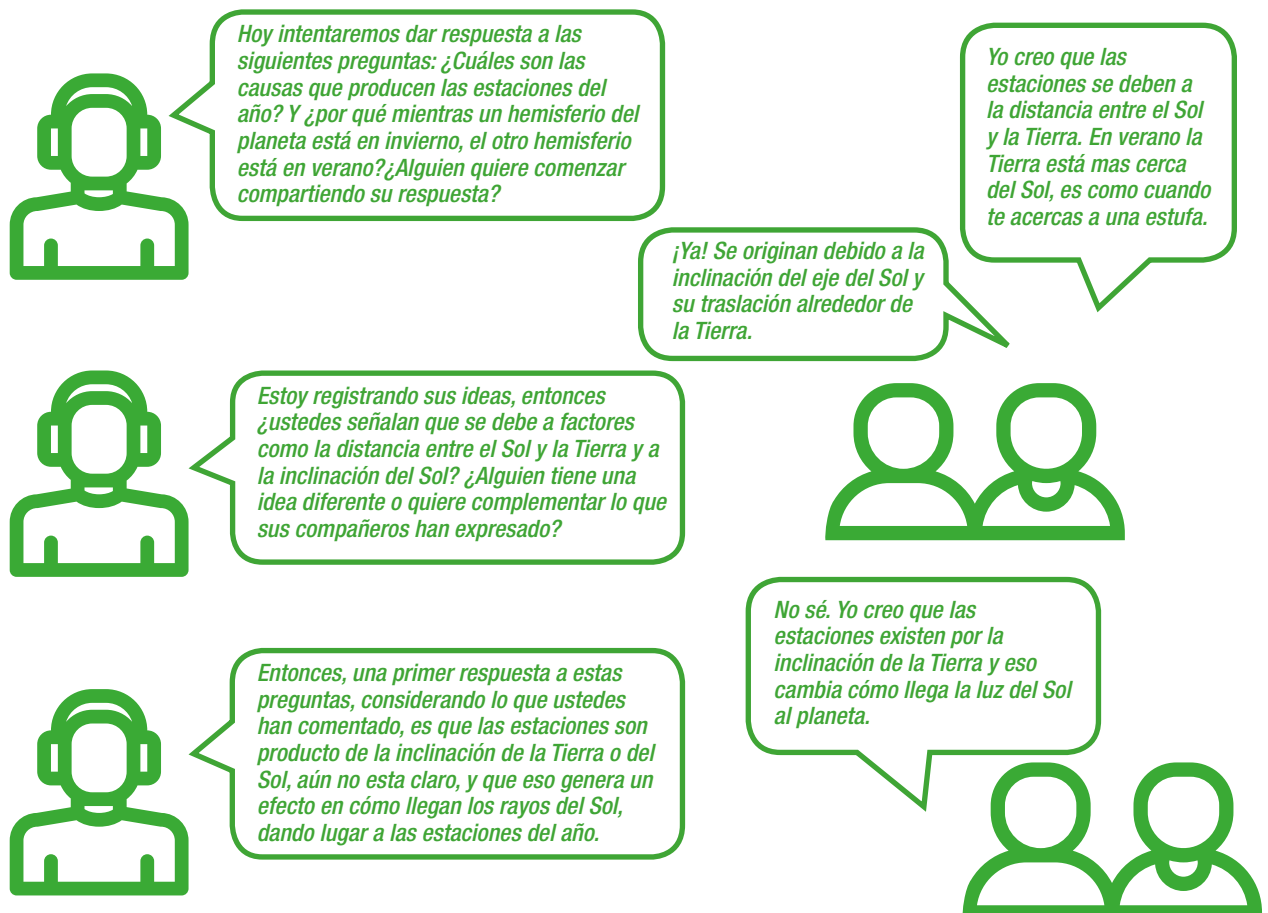 Hoy intentaremos dar respuesta a las
siguientes preguntas: ¿Cuáles son las
causas que producen las estaciones del
año? Y ¿por qué mientras un hemisferio del
planeta está en invierno, el otro hemisferio
está en verano?¿Alguien quiere comenzar
compartiendo su respuesta?
Yo creo que las
estaciones se deben a
la distancia entre el Sol
y la Tierra. En verano la
Tierra está mas cerca
del Sol, es como cuando
te acercas a una estufa.
¡Ya! Se originan debido a la
inclinación del eje del Sol y
su traslación alrededor de
la Tierra.
Estoy registrando sus ideas, entonces
¿ustedes señalan que se debe a factores
como la distancia entre el Sol y la Tierra y a
la inclinación del Sol? ¿Alguien tiene una
idea diferente o quiere complementar lo que
sus compañeros han expresado?
No sé. Yo creo que las
estaciones existen por la
inclinación de la Tierra y eso
cambia cómo llega la luz del Sol
al planeta.
Entonces, una primer respuesta a estas
preguntas, considerando lo que ustedes
han comentado, es que las estaciones son
producto de la inclinación de la Tierra o del
Sol, aún no esta claro, y que eso genera un
efecto en cómo llegan los rayos del Sol,
dando lugar a las estaciones del año.